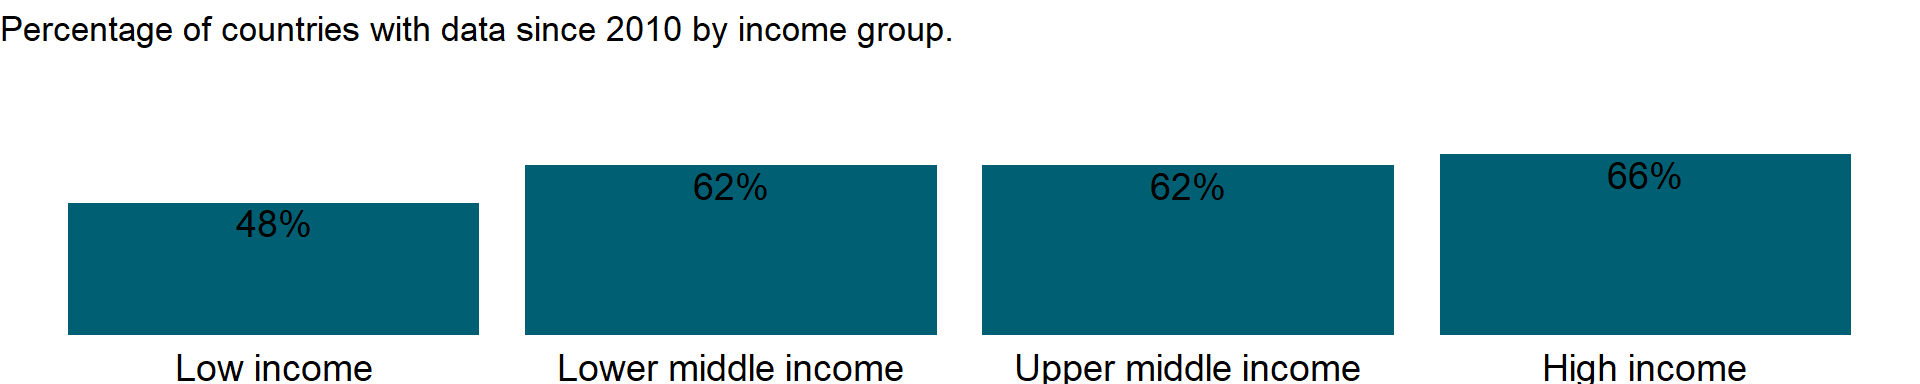 Percentage of countries with data since 2010 by income group.
48%
62%
62%
66%
Low income
Lower middle income
Upper middle income
High income